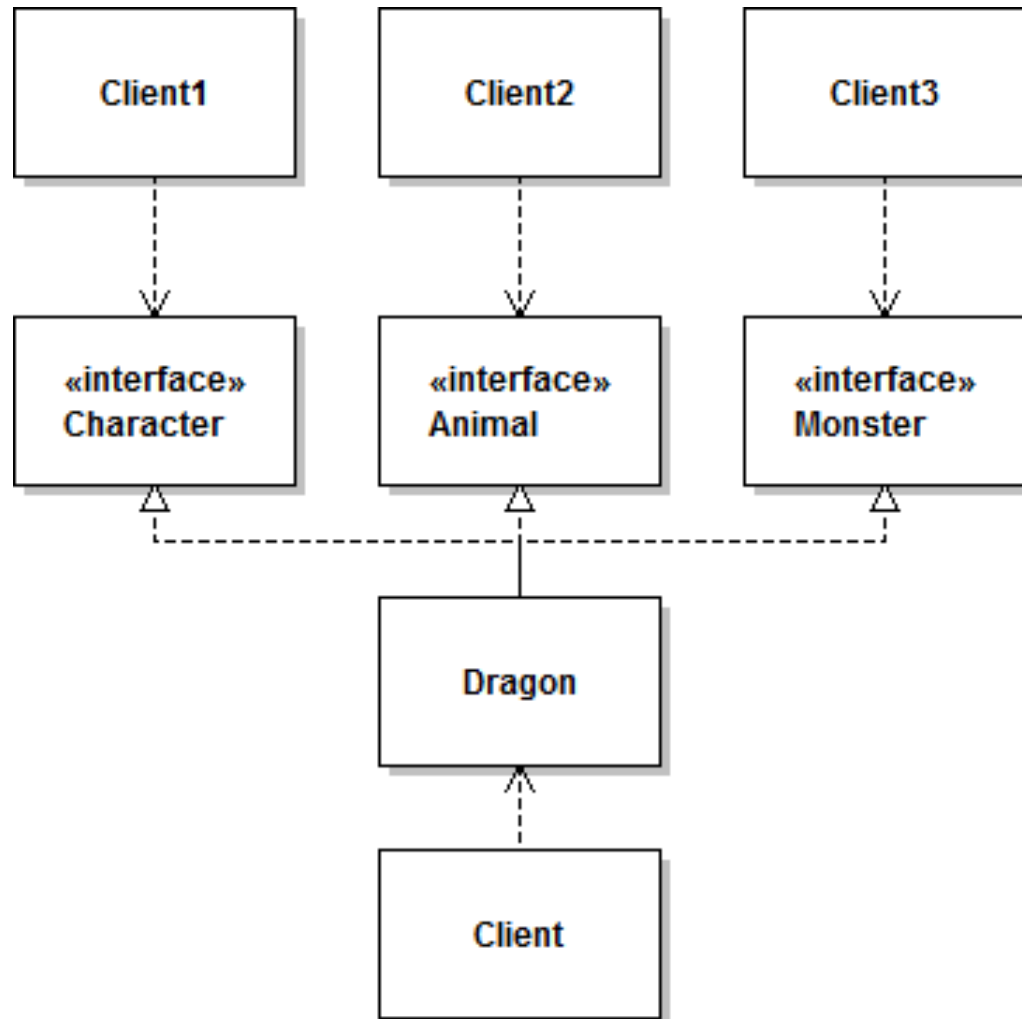 Client1
Client2
Client3
«interface»
Character
«interface»
Animal
«interface»
Monster
Dragon
Client